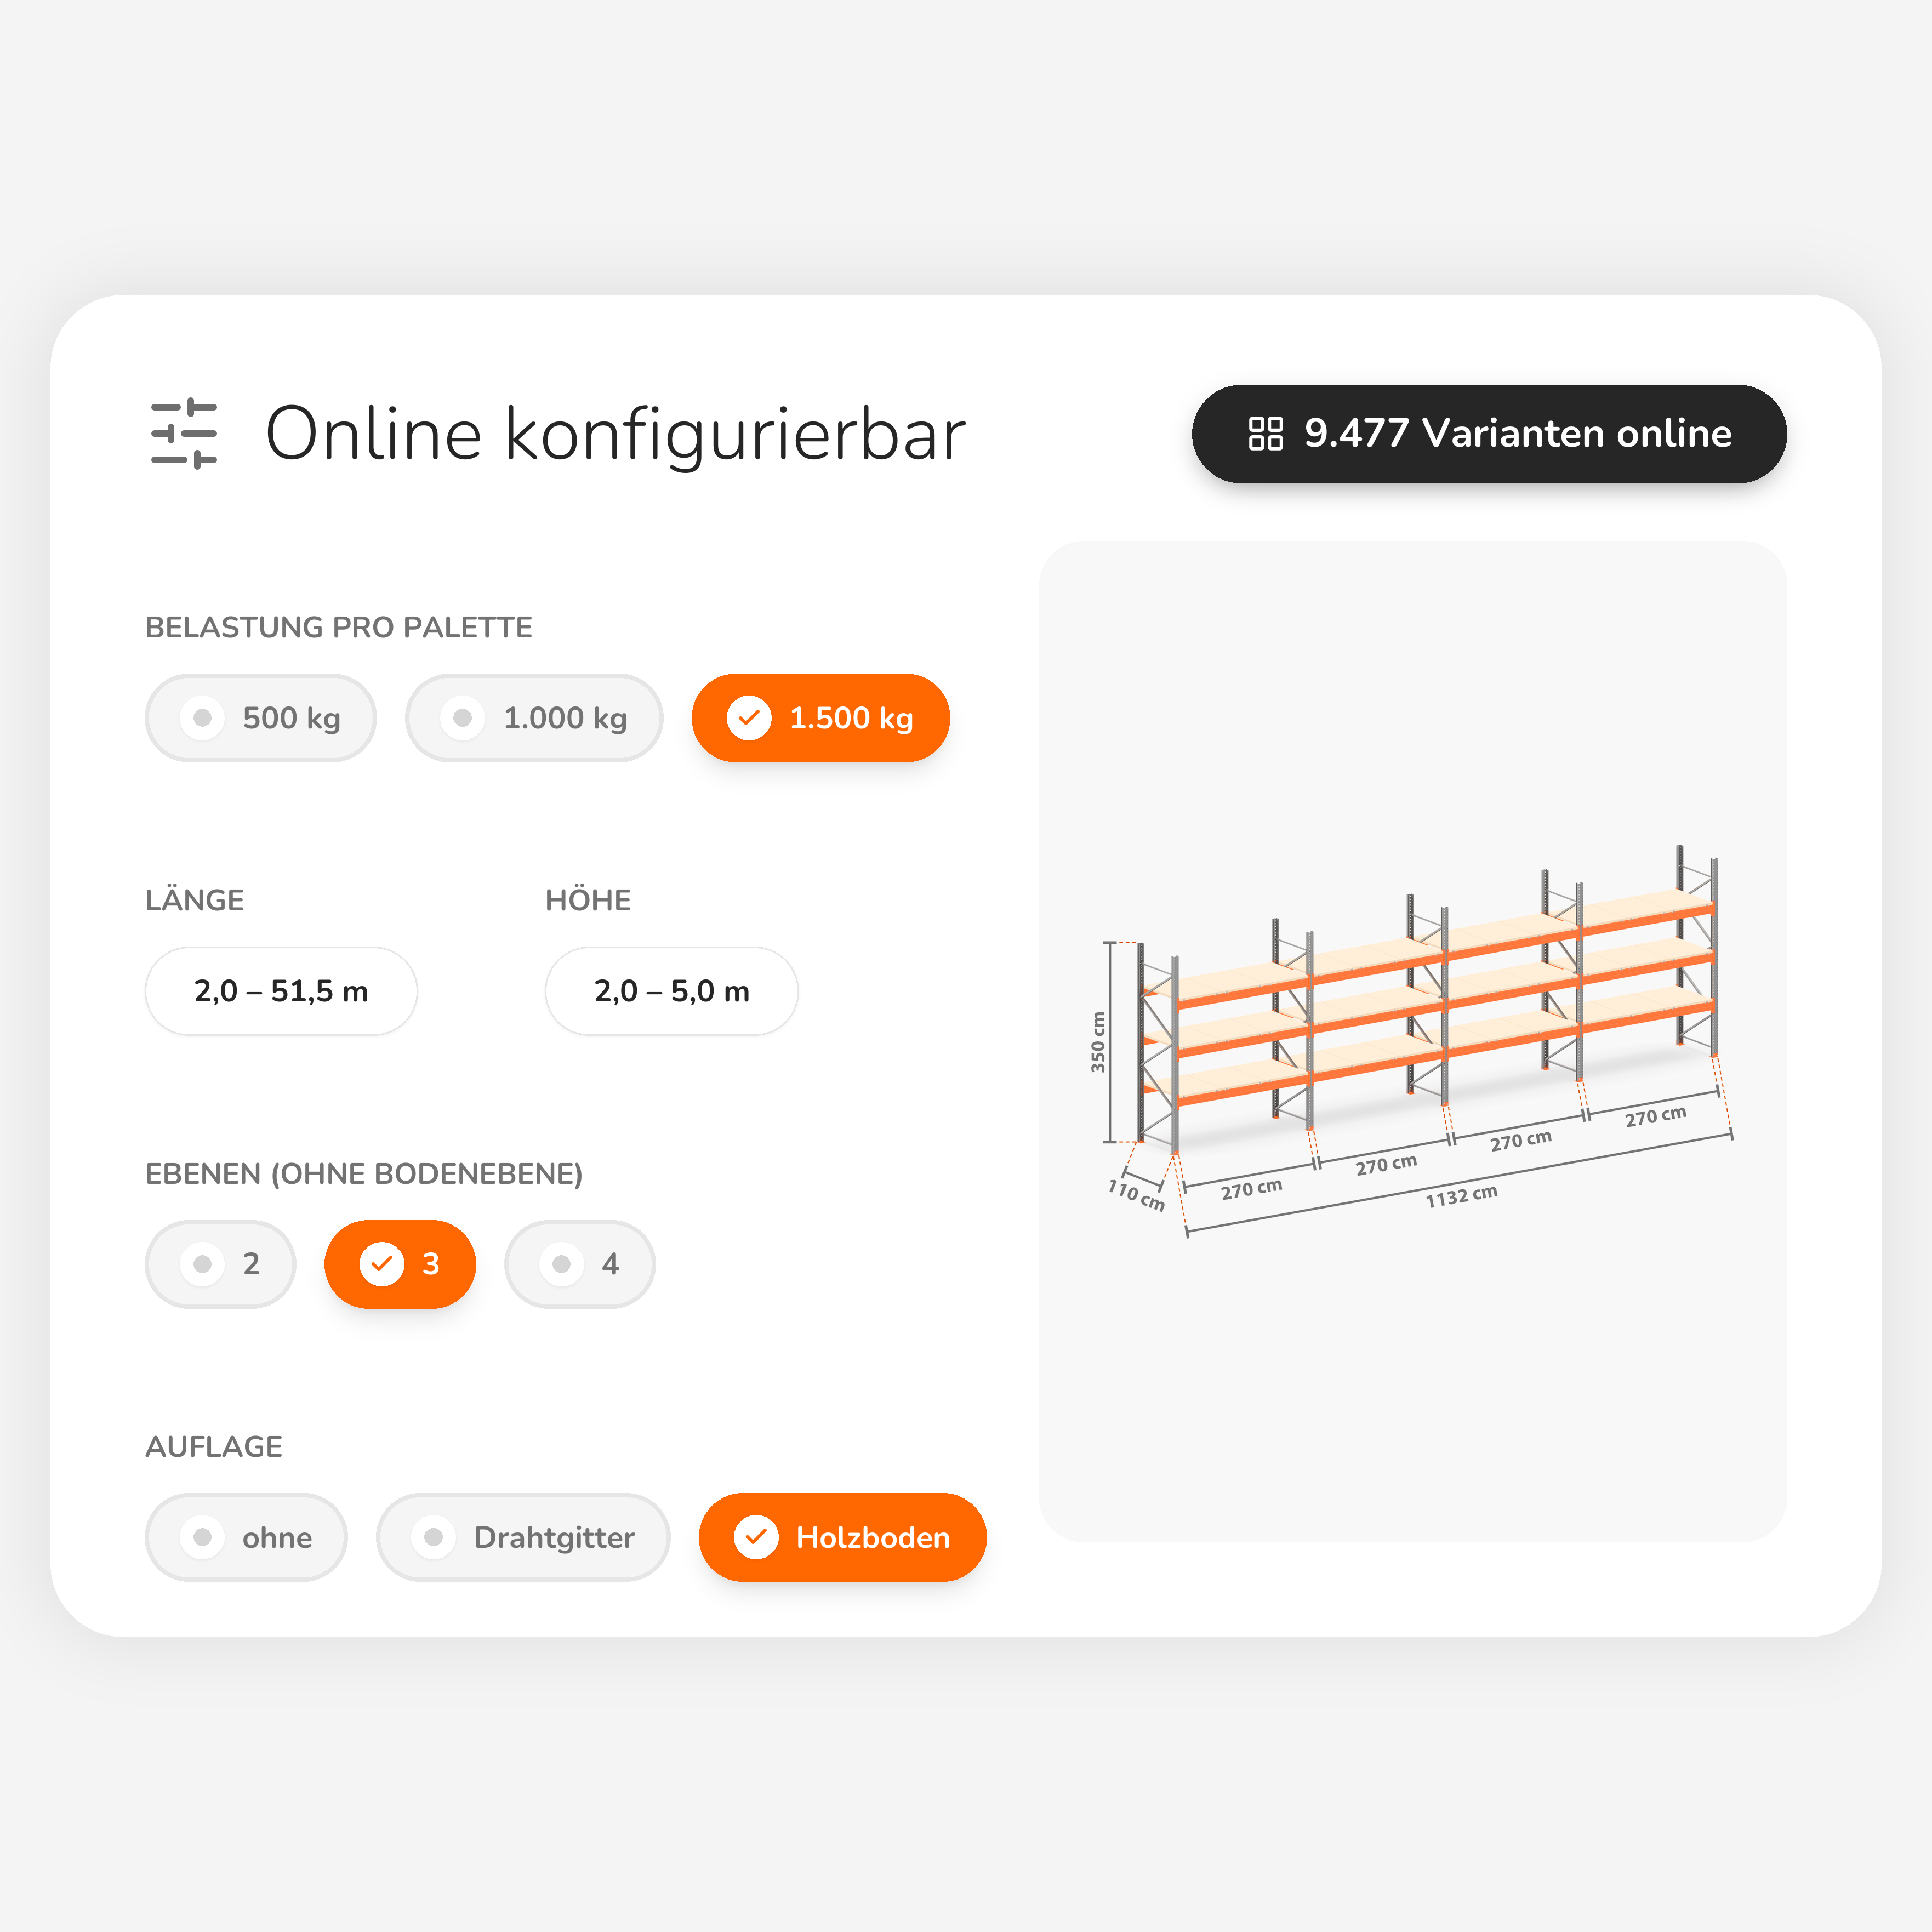 Online konfigurierbar
9.477 Varianten online
BELASTUNG PRO PALETTE
500 kg
1.000 kg
1.500 kg
LÄNGE
HÖHE
2,0 – 51,5 m
2,0 – 5,0 m
EBENEN (OHNE BODENEBENE)
2
3
4
AUFLAGE
ohne
Drahtgitter
Holzboden
350 cm
110 cm
270 cm
270 cm
270 cm
270 cm
1132 cm